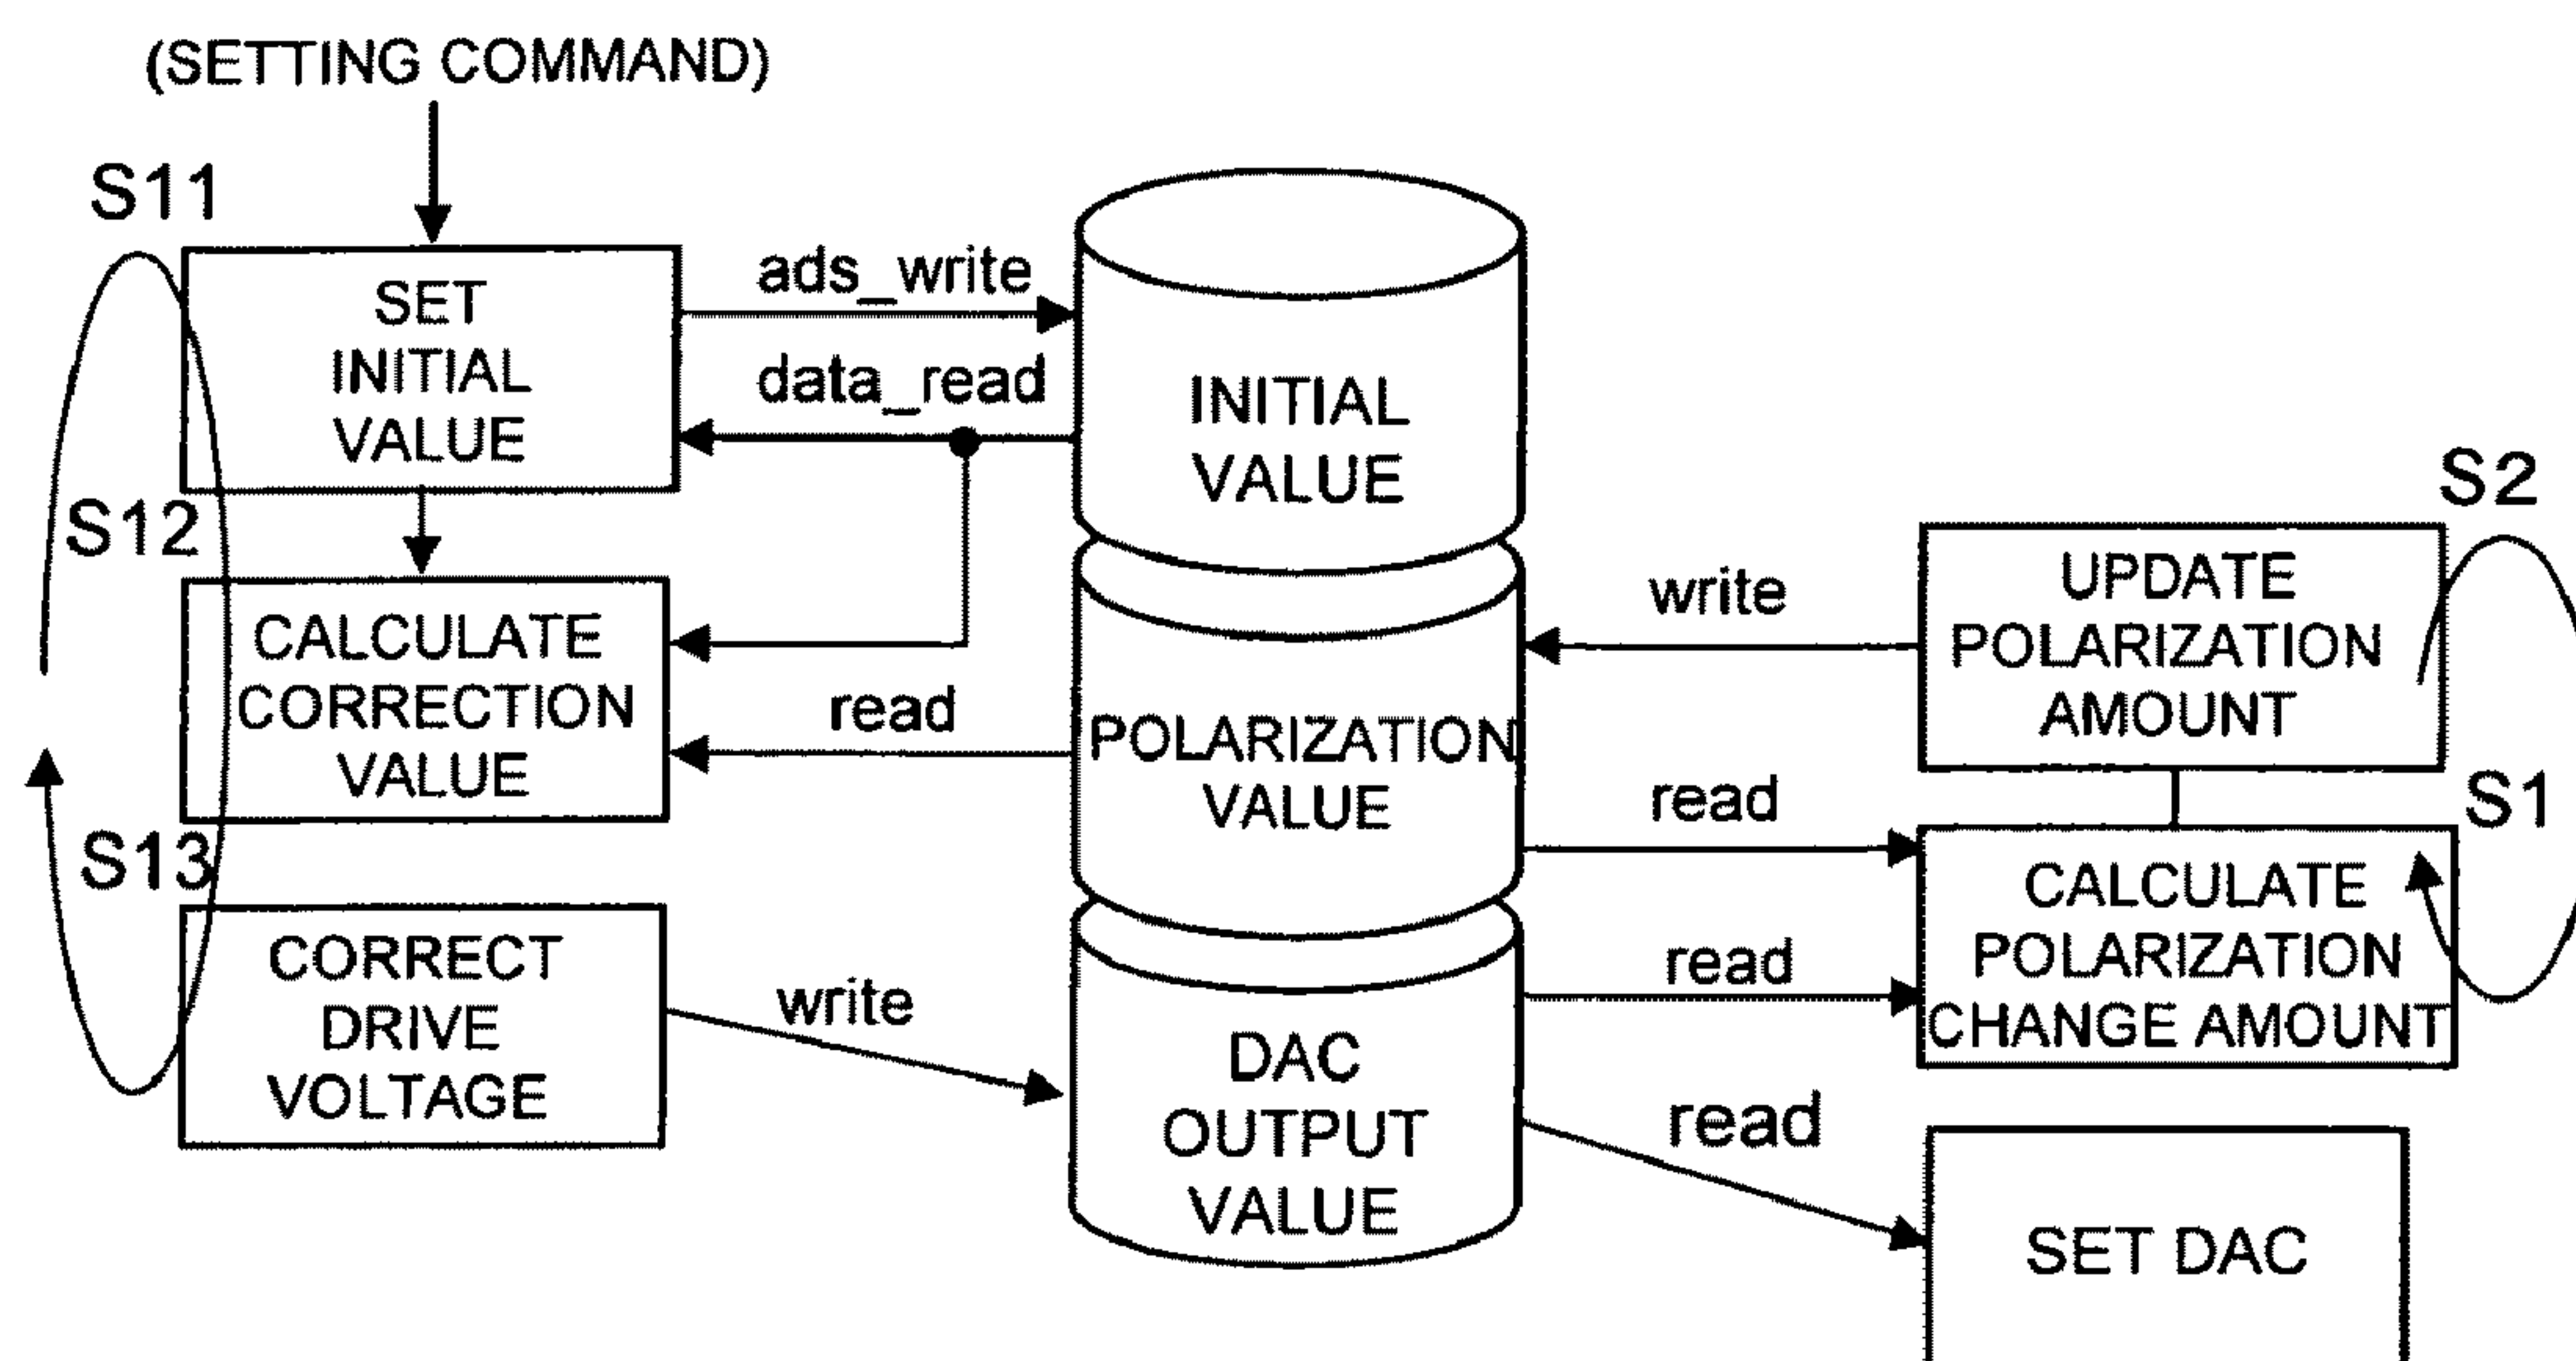 (SETTING COMMAND)
S11
SET
INITIAL
VALUE
ads_write
data_read
INITIAL
VALUE
S12
CALCULATE
CORRECTION
VALUE
read
POLARIZATION
VALUE
write
S2
UPDATE
POLARIZATION
AMOUNT
read
S1
CALCULATE
POLARIZATION
CHANGE AMOUNT
read
S13
CORRECT
DRIVE
VOLTAGE
write
DAC
OUTPUT
VALUE
read
SET DAC